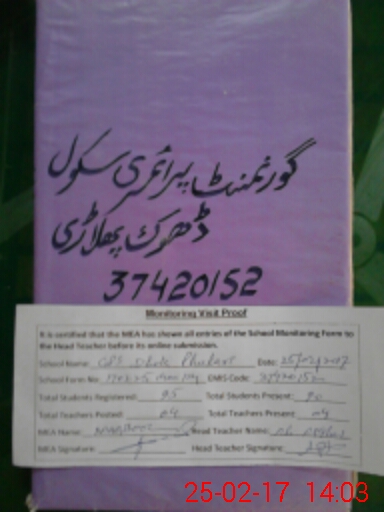 گورنمنٹ پرائمری سکول
ڈھوک پھلاڑی
37420152
Monitoring Visit Proof
It is certified that the MEA has shown all entries of the School Monitoring Form to
the Head Teacher before its online submission.
School Name: GPS Dhok Date:
School Form No: EMIS Code:
Total Students Registered: 95 Total Students Present:
Total Teachers Posted: 04 Total Teachers Present: 04
MEA Name: Head Teacher Name:
MEA Signature: Head Teacher Signature:
25-02-17 14:03